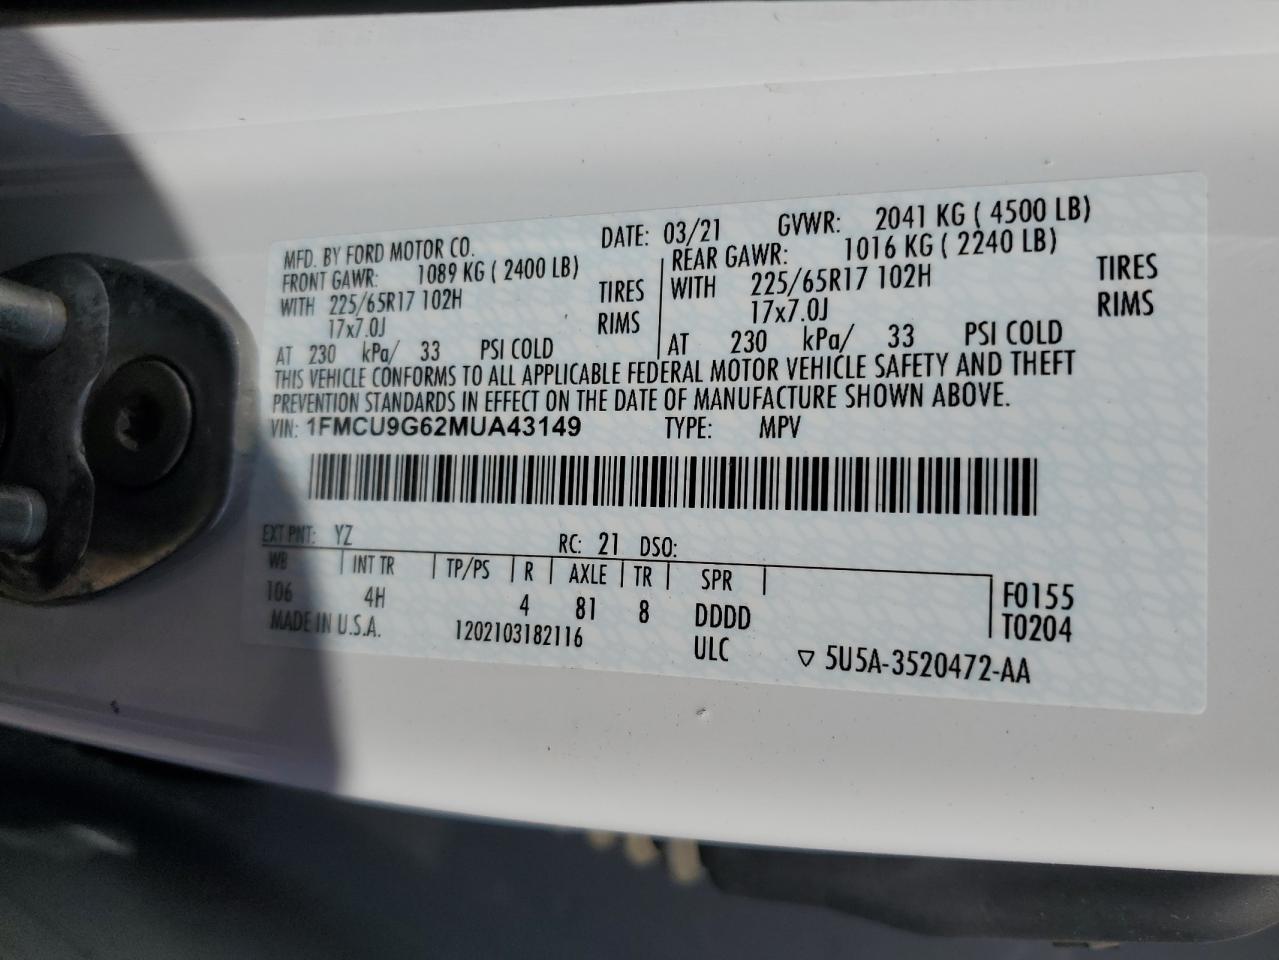 MFD. BY FORD MOTOR CO. DATE: 03/21 GVWR: 2041 KG ( 4500 LB)
FRONT GAWR: 1089 KG ( 2400 LB) REAR GAWR: 1016 KG ( 2240 LB)
WITH 225/65R17 102H TIRES WITH 225/65R17 102H TIRES
17x7.0J RIMS 17x7.0J RIMS
AT 230 kPa/ 33 PSI COLD AT 230 kPa/ 33 PSI COLD
THIS VEHICLE CONFORMS TO ALL APPLICABLE FEDERAL MOTOR VEHICLE SAFETY AND THEFT
PREVENTION STANDARDS IN EFFECT ON THE DATE OF MANUFACTURE SHOWN ABOVE.
VIN: 1FMCU9G62MUA43149 TYPE: MPV
EXT PNT: YZ RC: 21 DSO:
WB INT TR TP/PS R AXLE TR SPR
106 4H 4 81 8 DDDD F0155
T0204
MADE IN U.S.A. 1202103182116 ULC ▽ 5U5A-3520472-AA